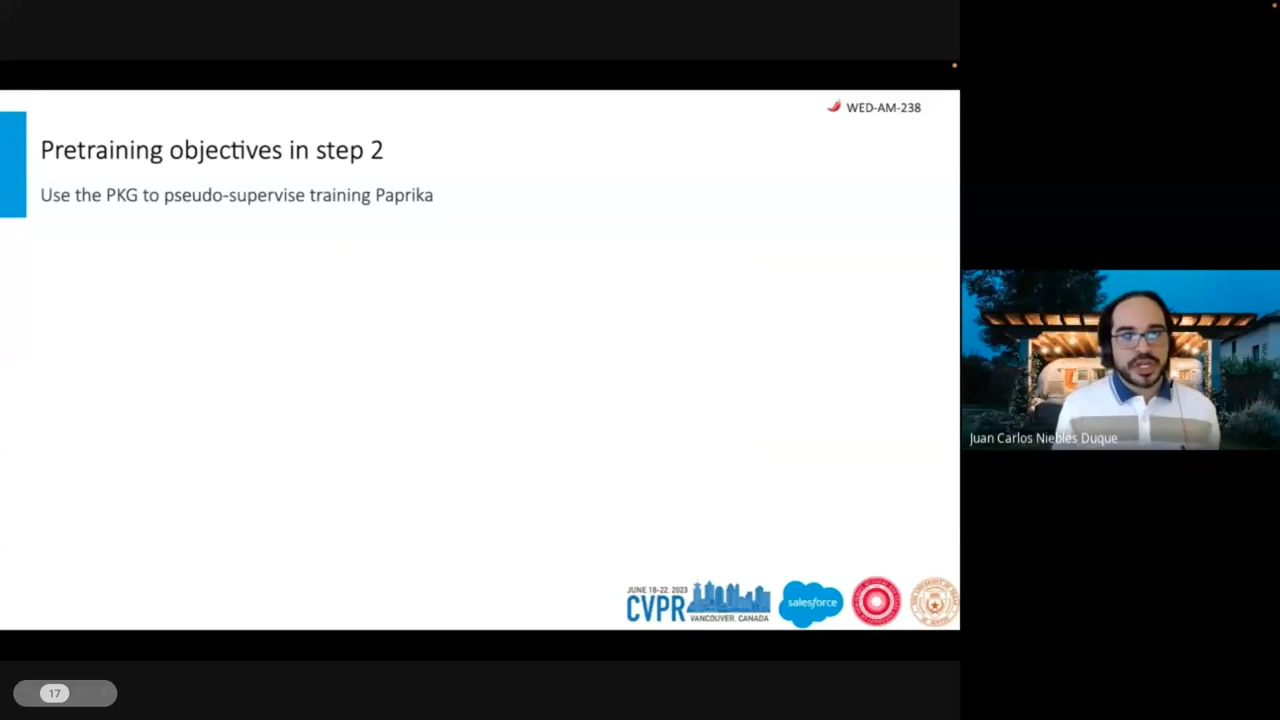 WED-AM-238
Pretraining objectives in step 2
Use the PKG to pseudo-supervise training Paprika
Juan Carlos Niebles Duque
JUNE 18-22, 2023
CVPR
VANCOUVER, CANADA
salesforce
17